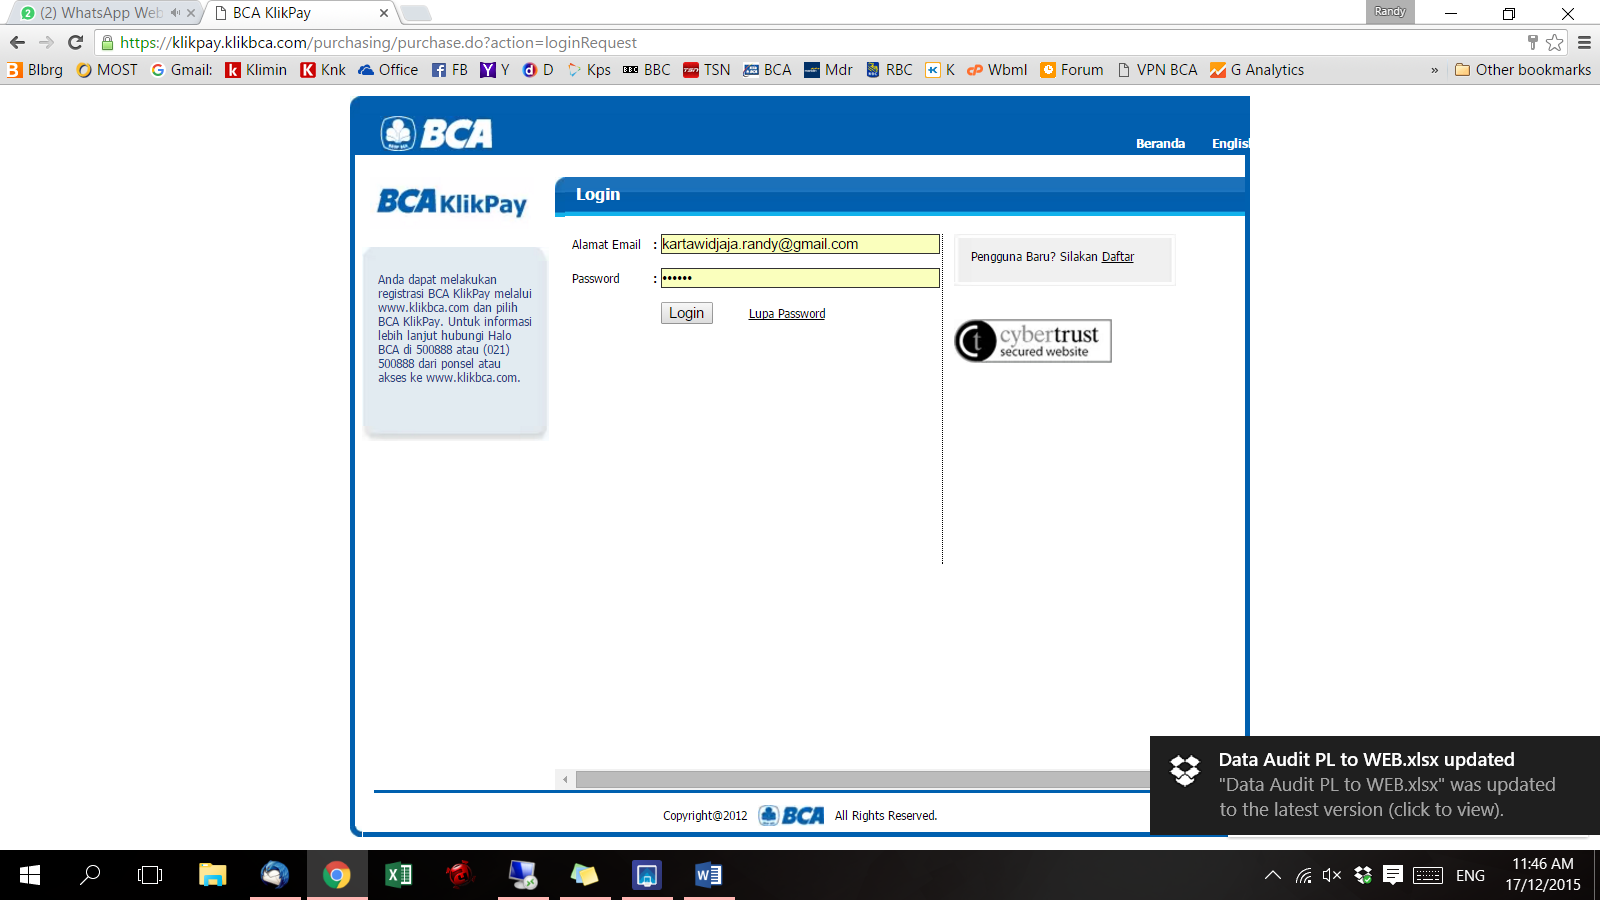 (2) WhatsApp Web
BCA KlikPay
Randy
https://klikpay.klikbca.com/purchasing/purchase.do?action=loginRequest
Blbrg MOST Gmail: Klimin Knk Office FB Y D Kps BBC TSN BCA Mdr RBC K Wbml Forum VPN BCA G Analytics » Other bookmarks
BCA
Beranda Englis
BCA KlikPay
Login
Alamat Email : kartawidjaja.randy@gmail.com
Password : ••••••
Login Lupa Password
Pengguna Baru? Silakan Daftar
cybertrust
secured website
Anda dapat melakukan
registrasi BCA KlikPay melalui
www.klikbca.com dan pilih
BCA KlikPay. Untuk informasi
lebih lanjut hubungi Halo
BCA di 500888 atau (021)
500888 dari ponsel atau
akses ke www.klikbca.com.
Copyright@2012 BCA All Rights Reserved.
Data Audit PL to WEB.xlsx updated
"Data Audit PL to WEB.xlsx" was updated
to the latest version (click to view).
ENG
11:46 AM
17/12/2015